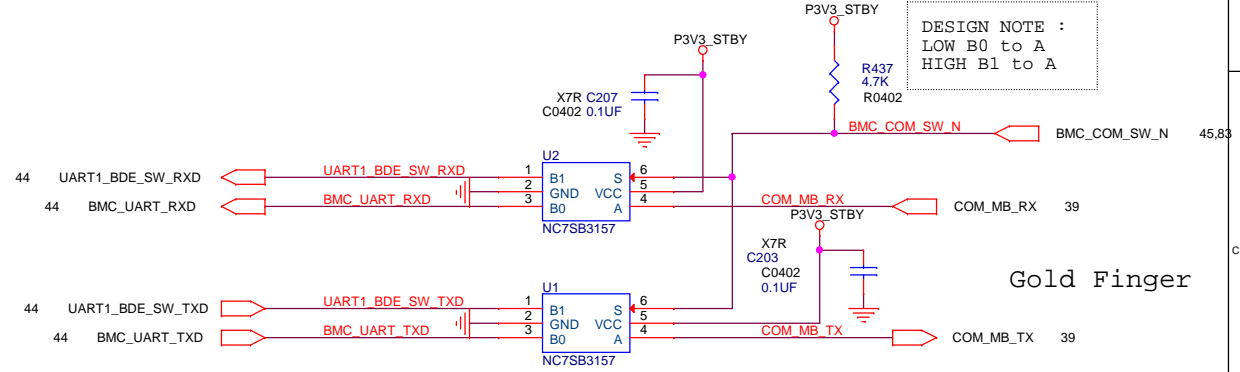 P3V3_STBY
DESIGN NOTE :
LOW B0 to A
HIGH B1 to A
P3V3_STBY
R437
4.7K
R0402
X7R C207
C0402 0.1UF
BMC_COM_SW_N
BMC_COM_SW_N 45,83
U2
44 UART1_BDE_SW_RXD UART1_BDE_SW_RXD 1 B1 S 6
2 GND VCC 5
44 BMC_UART_RXD BMC_UART_RXD 3 B0 A 4 COM_MB_RX COM_MB_RX 39
NC7SB3157
P3V3_STBY
X7R
C203
C0402
0.1UF
C
Gold Finger
U1
44 UART1_BDE_SW_TXD UART1_BDE_SW_TXD 1 B1 S 6
2 GND VCC 5
44 BMC_UART_TXD BMC_UART_TXD 3 B0 A 4 COM_MB_TX COM_MB_TX 39
NC7SB3157